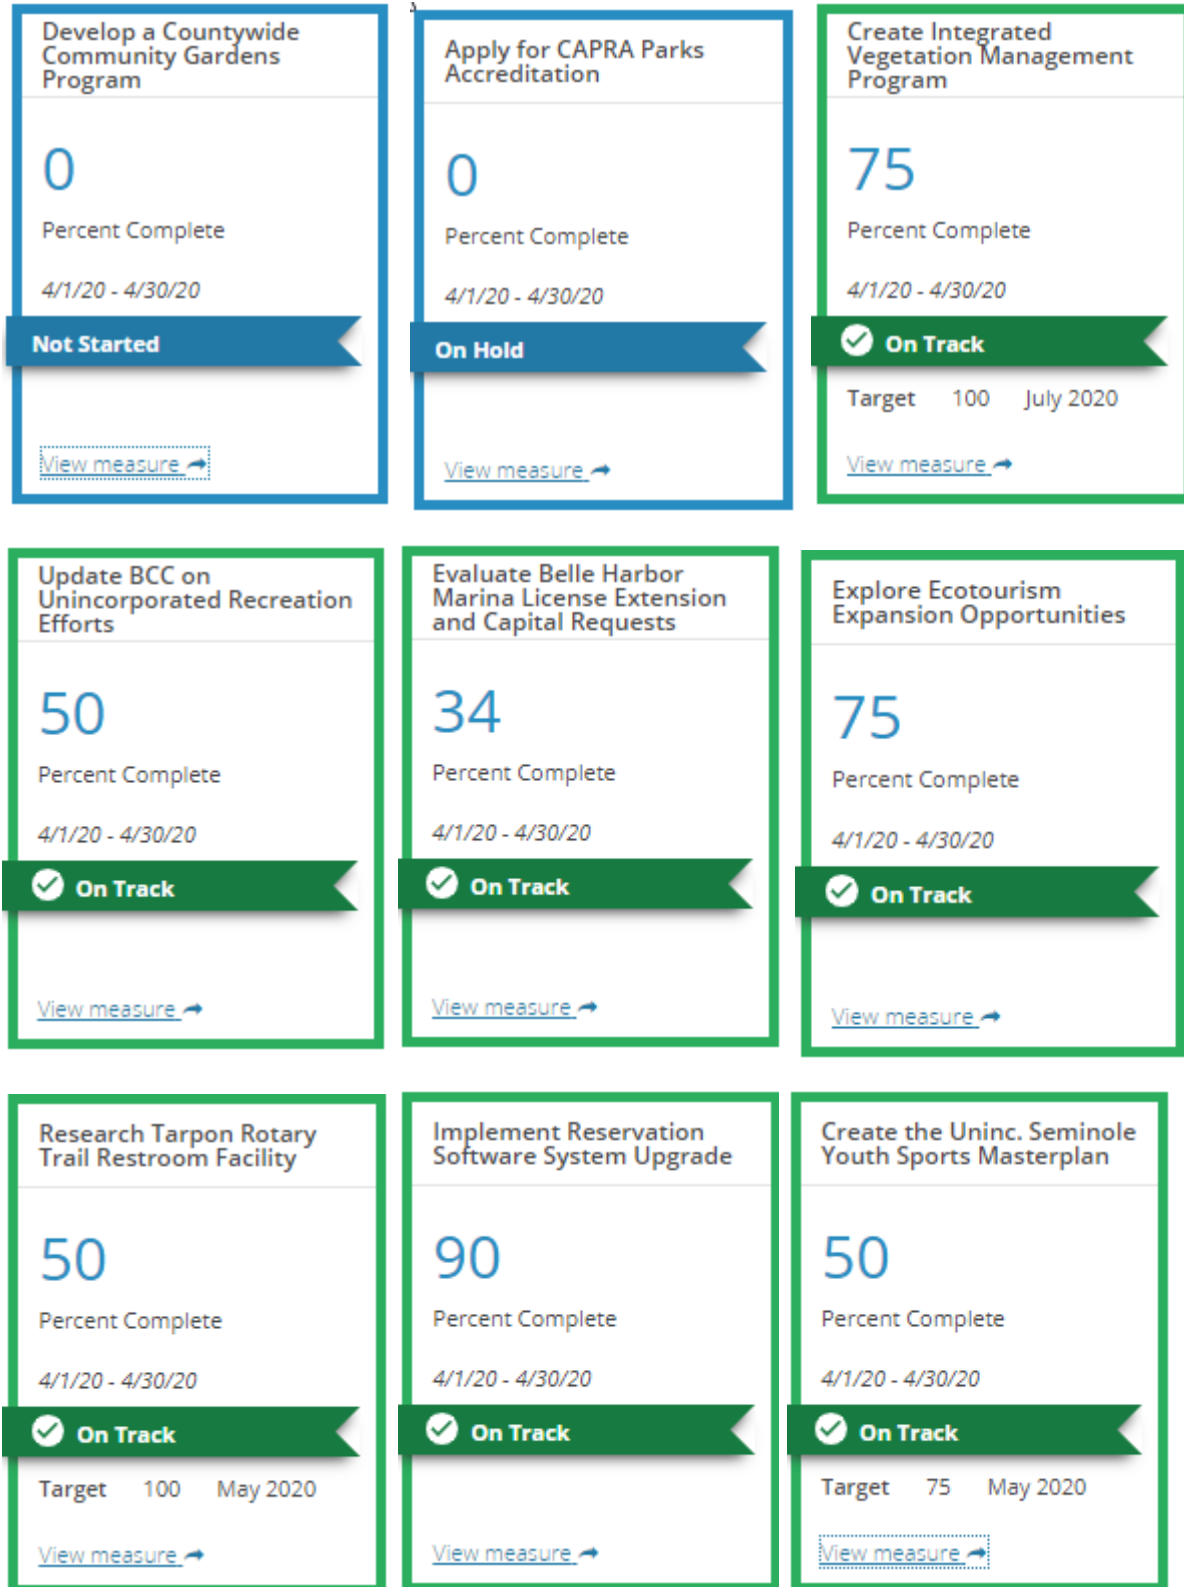 Develop a Countywide
Community Gardens
Program
0
Percent Complete
4/1/20 - 4/30/20
Not Started
View measure
Apply for CAPRA Parks
Accreditation
0
Percent Complete
4/1/20 - 4/30/20
On Hold
View measure
Create Integrated
Vegetation Management
Program
75
Percent Complete
4/1/20 - 4/30/20
On Track
Target 100 July 2020
View measure
Update BCC on
Unincorporated Recreation
Efforts
50
Percent Complete
4/1/20 - 4/30/20
On Track
View measure
Evaluate Belle Harbor
Marina License Extension
and Capital Requests
34
Percent Complete
4/1/20 - 4/30/20
On Track
View measure
Explore Ecotourism
Expansion Opportunities
75
Percent Complete
4/1/20 - 4/30/20
On Track
View measure
Research Tarpon Rotary
Trail Restroom Facility
50
Percent Complete
4/1/20 - 4/30/20
On Track
Target 100 May 2020
View measure
Implement Reservation
Software System Upgrade
90
Percent Complete
4/1/20 - 4/30/20
On Track
View measure
Create the Uninc. Seminole
Youth Sports Masterplan
50
Percent Complete
4/1/20 - 4/30/20
On Track
Target 75 May 2020
View measure